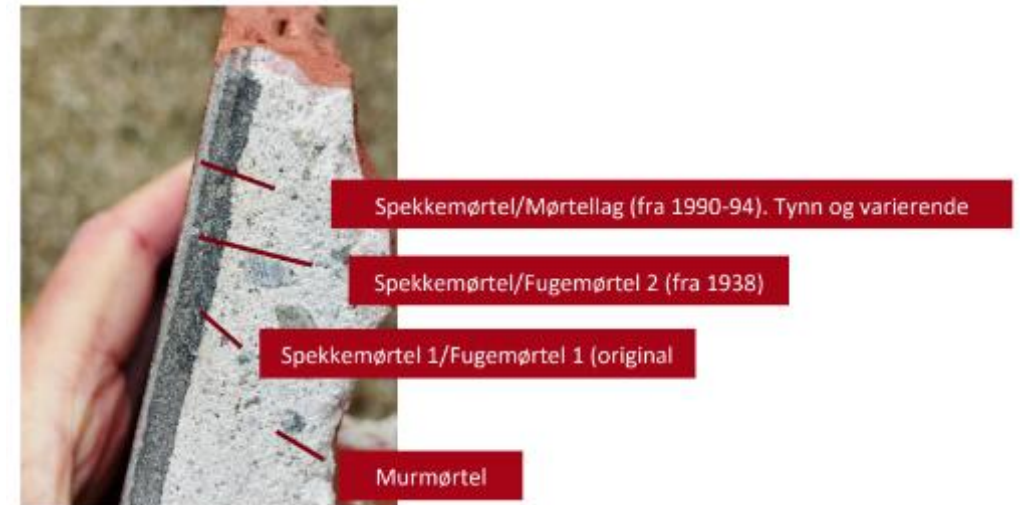 Spekkemørtel/Mørtellag (fra 1990-94). Tynn og varierende
Spekkemørtel/Fugemørtel 2 (fra 1938)
Spekkemørtel 1/Fugemørtel 1 (original
Murmørtel